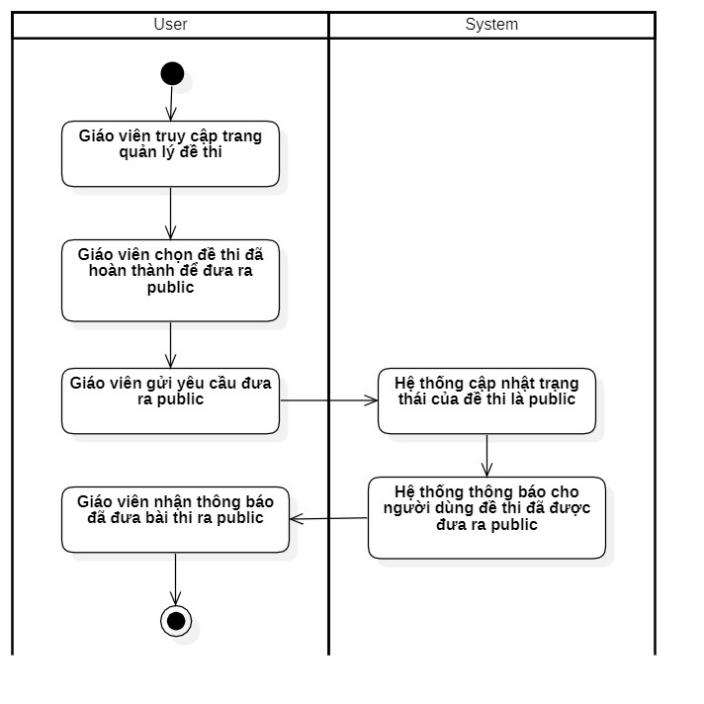 User
System
Giáo viên truy cập trang
quản lý đề thi
Giáo viên chọn đề thi đã
hoàn thành để đưa ra
public
Giáo viên gửi yêu cầu đưa
ra public
Hệ thống cập nhật trạng
thái của đề thi là public
Hệ thống thông báo cho
người dùng đề thi đã được
đưa ra public
Giáo viên nhận thông báo
đã đưa bài thi ra public